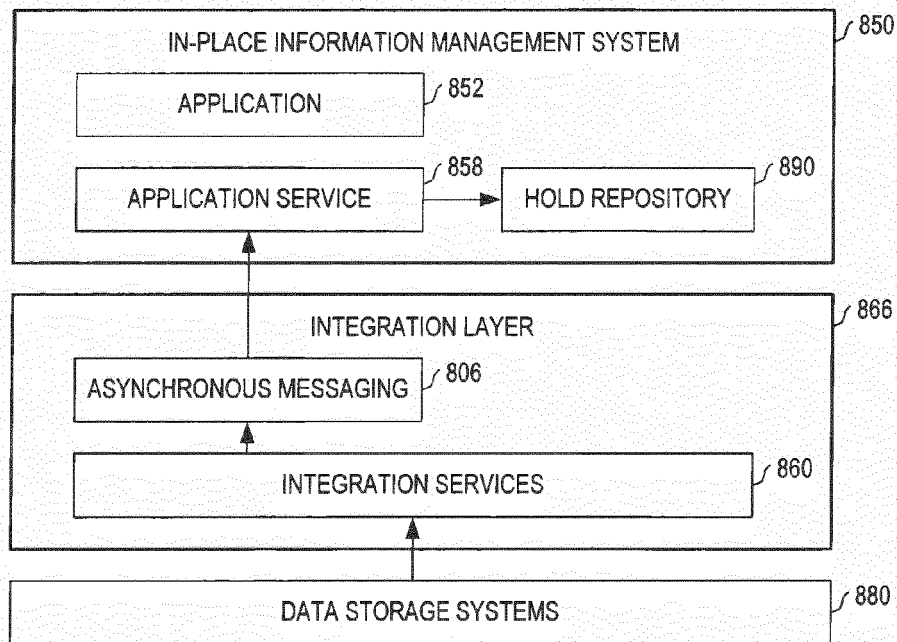 IN-PLACE INFORMATION MANAGEMENT SYSTEM
850
APPLICATION
852
APPLICATION SERVICE
858
HOLD REPOSITORY
890
INTEGRATION LAYER
866
ASYNCHRONOUS MESSAGING
806
INTEGRATION SERVICES
860
DATA STORAGE SYSTEMS
880